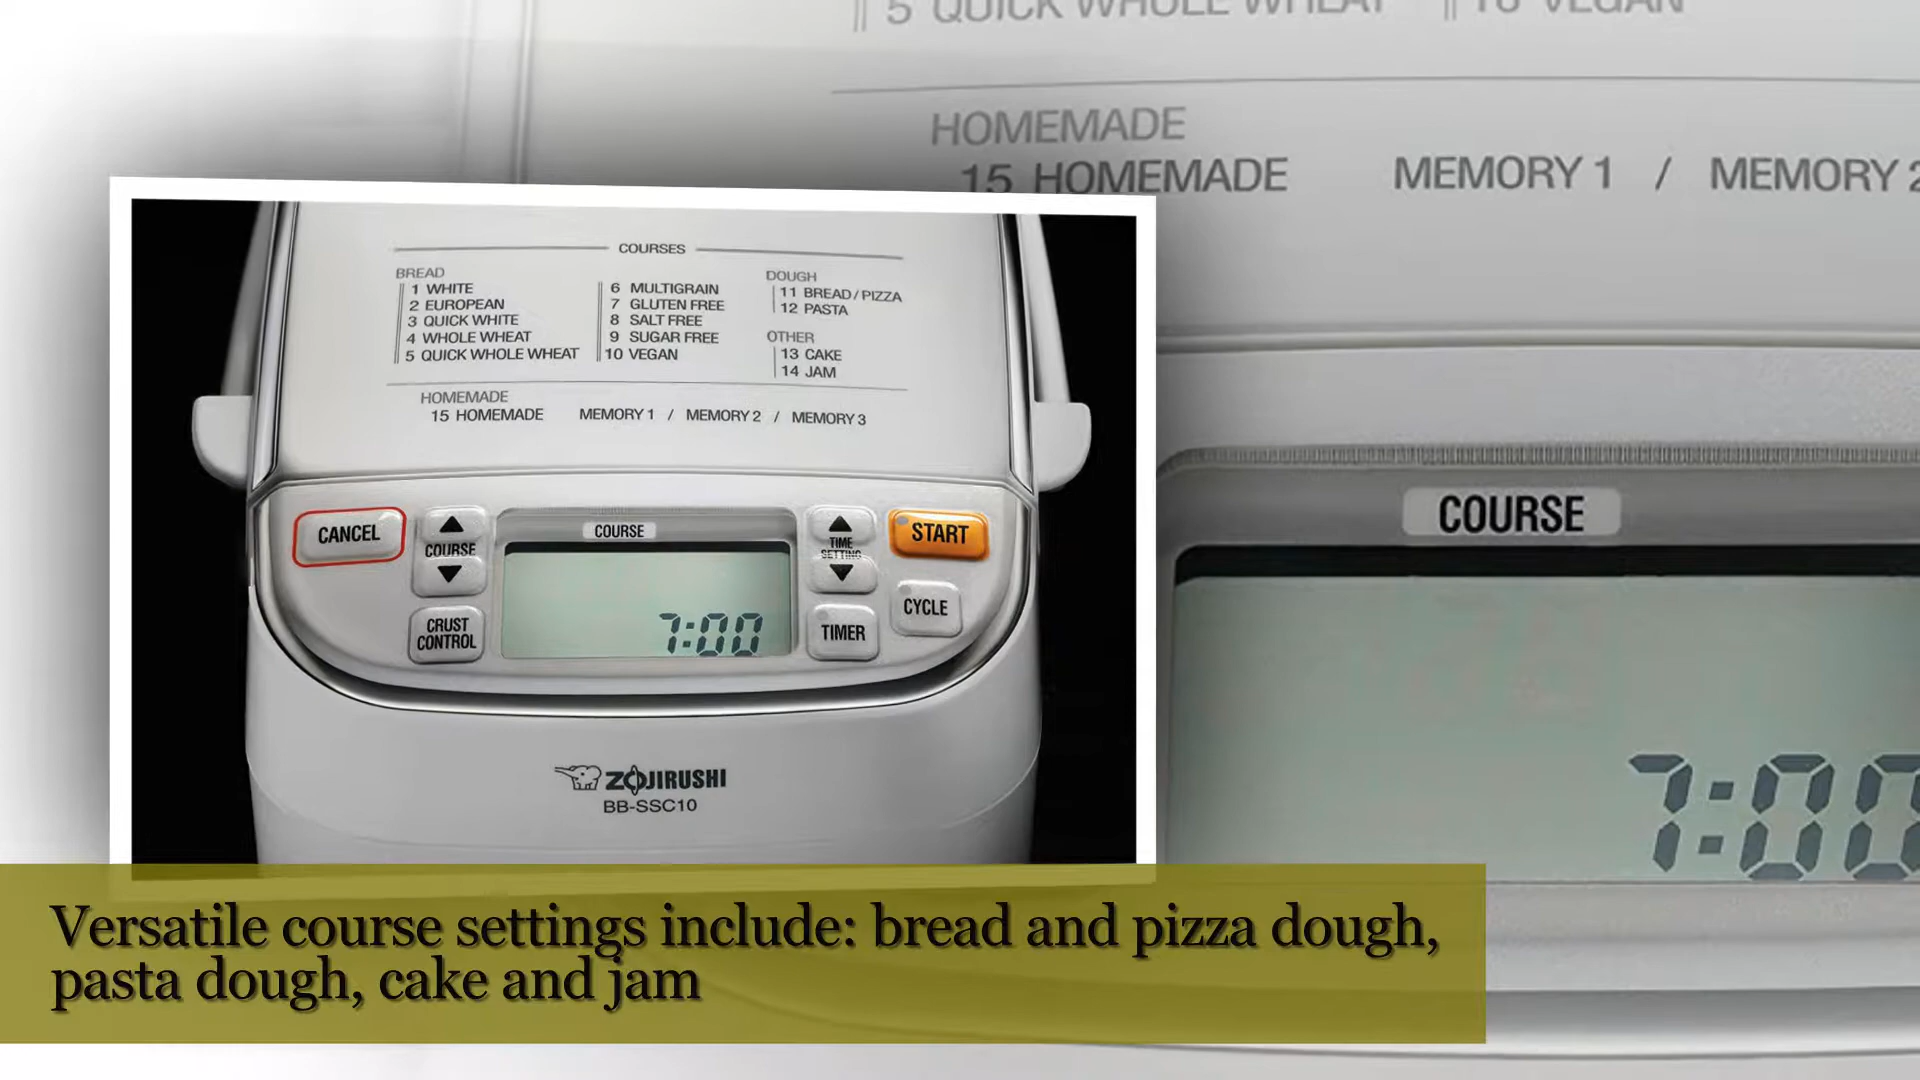 5 QUICK WHOLE WHEAT
10 VEGAN
HOMEMADE
15 HOMEMADE MEMORY 1 / MEMORY 2
COURSE
7:00
COURSES
BREAD
1 WHITE
2 EUROPEAN
3 QUICK WHITE
4 WHOLE WHEAT
5 QUICK WHOLE WHEAT
6 MULTIGRAIN
7 GLUTEN FREE
8 SALT FREE
9 SUGAR FREE
10 VEGAN
DOUGH
11 BREAD/PIZZA
12 PASTA
OTHER
13 CAKE
14 JAM
HOMEMADE
15 HOMEMADE MEMORY 1 / MEMORY 2 / MEMORY 3
CANCEL
COURSE
CRUST
CONTROL
COURSE
7:00
TIME
SETTING
TIMER
START
CYCLE
ZOJIRUSHI
BB-SSC10
Versatile course settings include: bread and pizza dough,
pasta dough, cake and jam